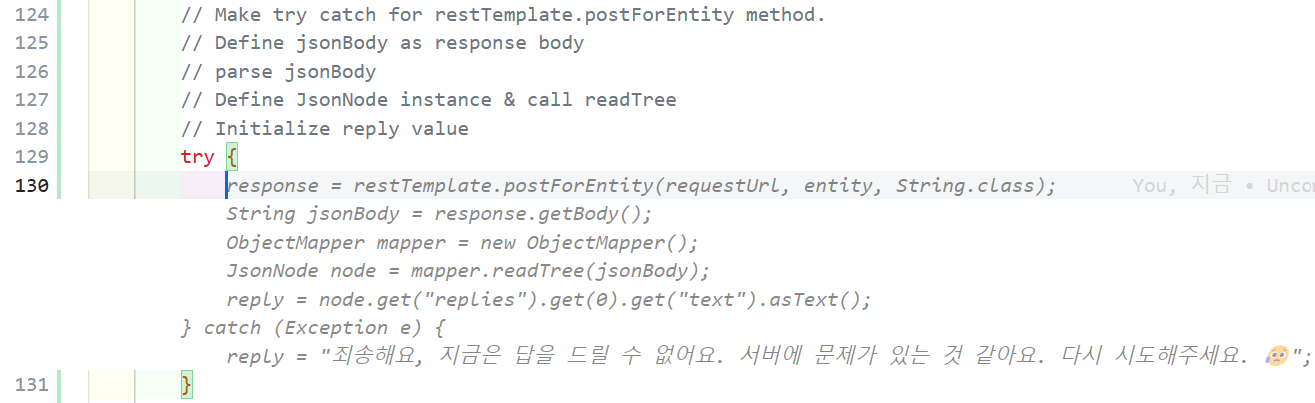 124 // Make try catch for restTemplate.postForEntity method.
125 // Define jsonBody as response body
126 // parse jsonBody
127 // Define JsonNode instance & call readTree
128 // Initialize reply value
129 try {
130 response = restTemplate.postForEntity(requestUrl, entity, String.class); You, 지금 • Uncor
String jsonBody = response.getBody();
ObjectMapper mapper = new ObjectMapper();
JsonNode node = mapper.readTree(jsonBody);
reply = node.get("replies").get(0).get("text").asText();
} catch (Exception e) {
reply = "죄송해요, 지금은 답을 드릴 수 없어요. 서버에 문제가 있는 것 같아요. 다시 시도해주세요. 😥";
131 }